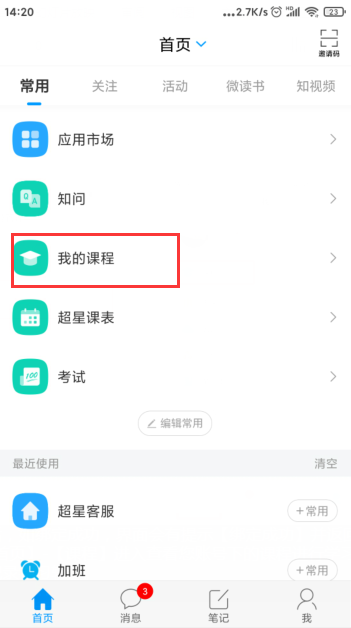 14:20
...2.7K/s HD 23
首页
邀请码
常用 关注 活动 微读书 知视频
应用市场
Q A 知问
我的课程
超星课表
100 考试
编辑常用
最近使用 清空
超星客服 +常用
加班 +常用
3
首页 消息 笔记 我